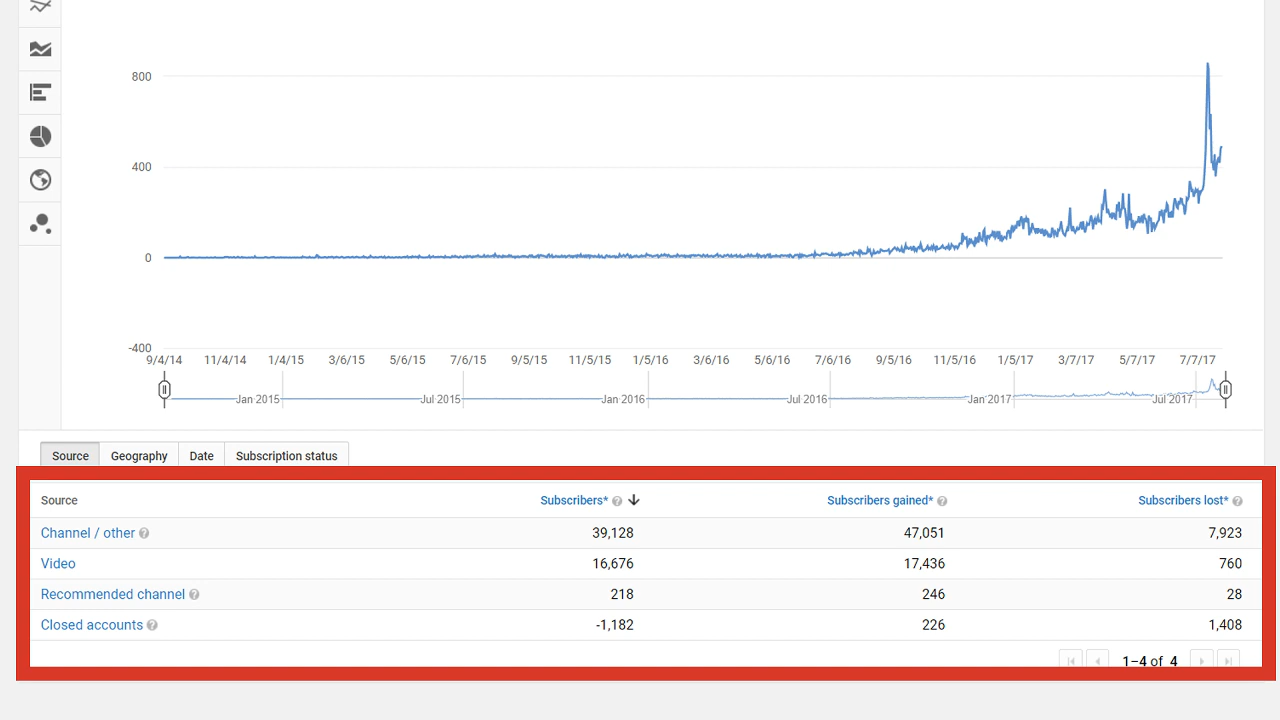 800
400
0
-400
9/4/14 11/4/14 1/4/15 3/6/15 5/6/15 7/6/15 9/5/15 11/5/15 1/5/16 3/6/16 5/6/16 7/6/16 9/5/16 11/5/16 1/5/17 3/7/17 5/7/17 7/7/17
Jan 2015 Jul 2015 Jan 2016 Jul 2016 Jan 2017 Jul 2017
Source Geography Date Subscription status
Source Subscribers* Subscribers gained* Subscribers lost*
Channel / other 39,128 47,051 7,923
Video 16,676 17,436 760
Recommended channel 218 246 28
Closed accounts -1,182 226 1,408
1–4 of 4